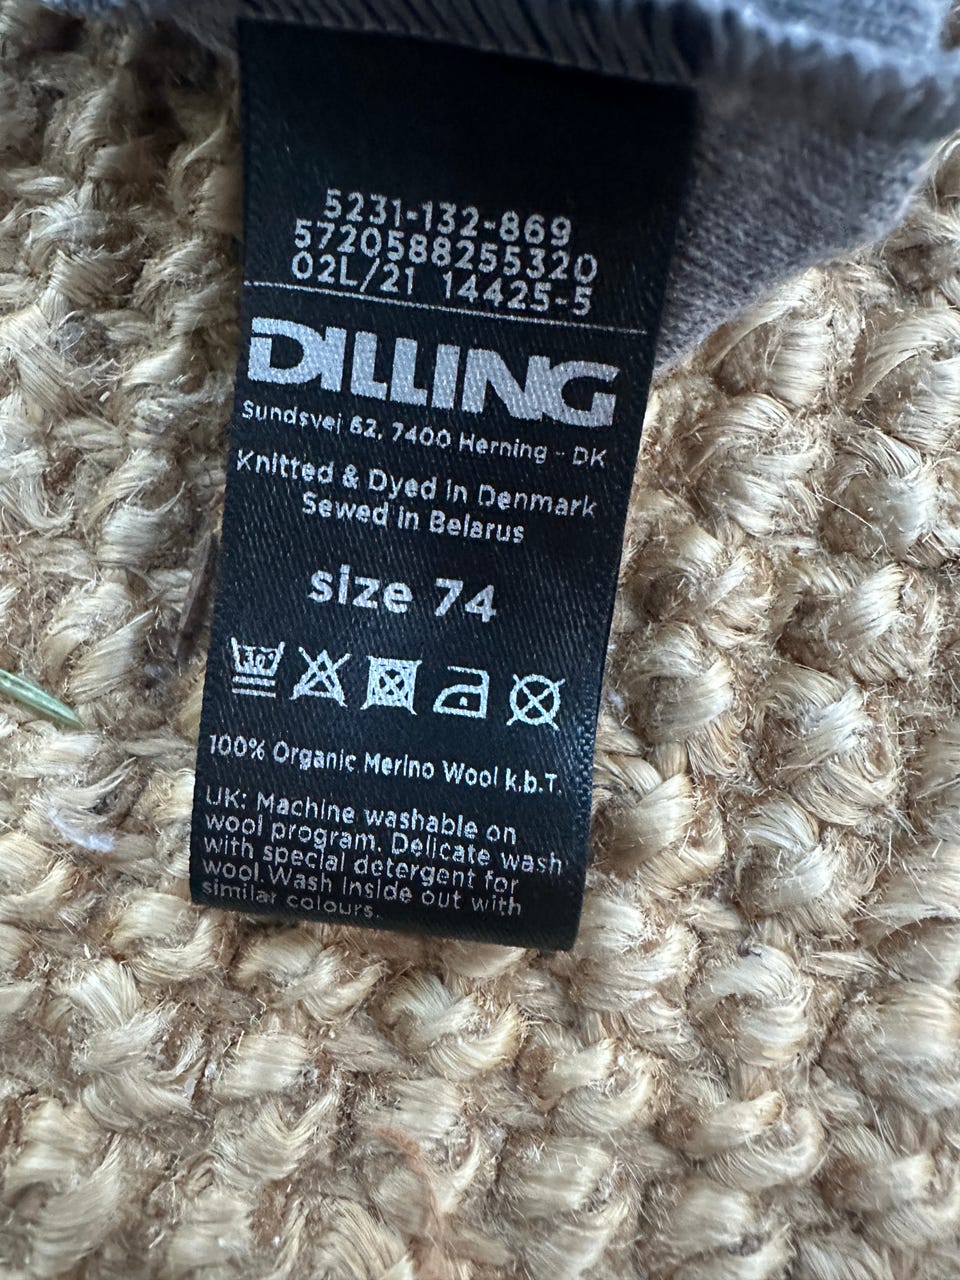 5231-132-869
5720588255320
02L/21 14425-5
DILLING
Sundsvej 62, 7400 Herning - DK
Knitted & Dyed in Denmark
Sewed in Belarus
size 74
30°
100% Organic Merino Wool k.b.T.
UK: Machine washable on
wool program. Delicate wash
with special detergent for
wool.Wash inside out with
similar colours.